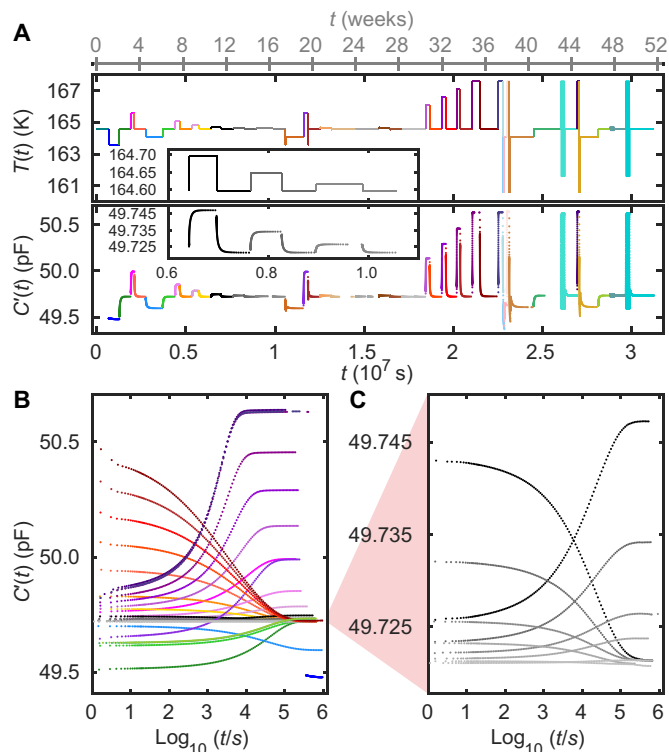 t (weeks)
A
0 4 8 12 16 20 24 28 32 36 40 44 48 52
T(t) (K)
167
165
163
161
164.70
164.65
164.60
C′(t) (pF)
50.5
50.0
49.5
49.745
49.735
49.725
0.6 0.8 1.0
0 0.5 1 1.5 2 2.5 3
t (10⁷ s)
B
C′(t) (pF)
50.5
50.0
49.5
0 1 2 3 4 5 6
Log₁₀ (t/s)
C
49.745
49.735
49.725
0 1 2 3 4 5 6
Log₁₀ (t/s)